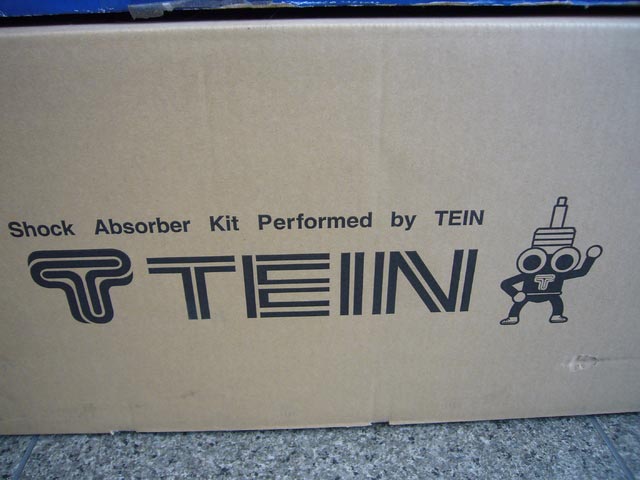 Shock Absorber Kit Performed by TEIN
T TEIN
T